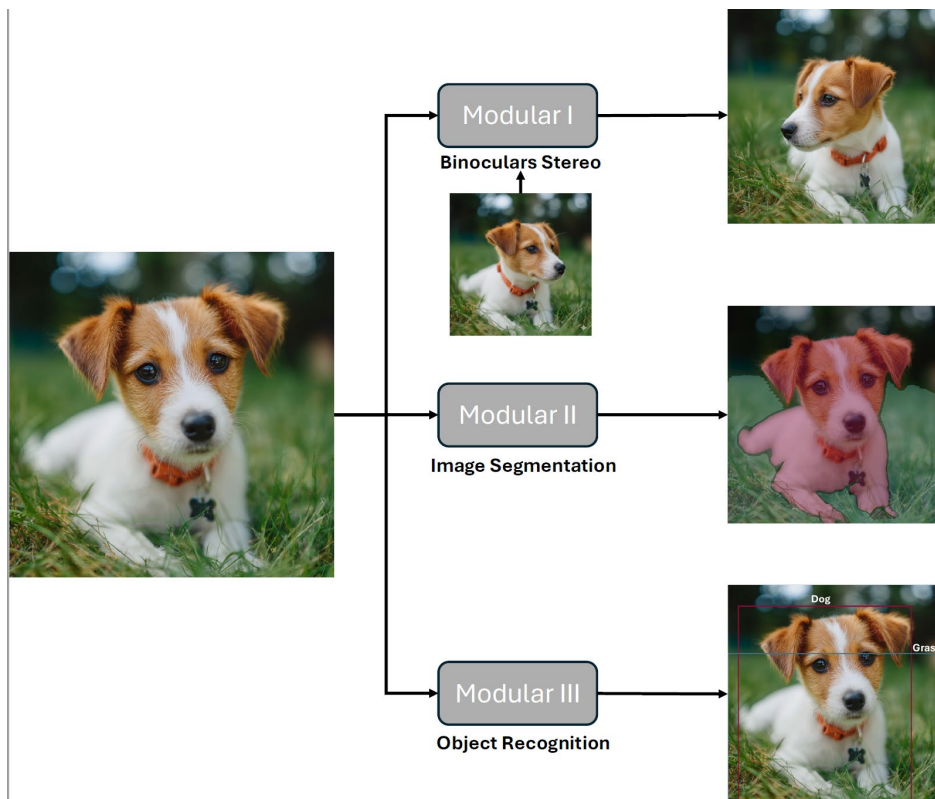 Modular I
Binoculars Stereo
Modular II
Image Segmentation
Dog
Gras
Modular III
Object Recognition